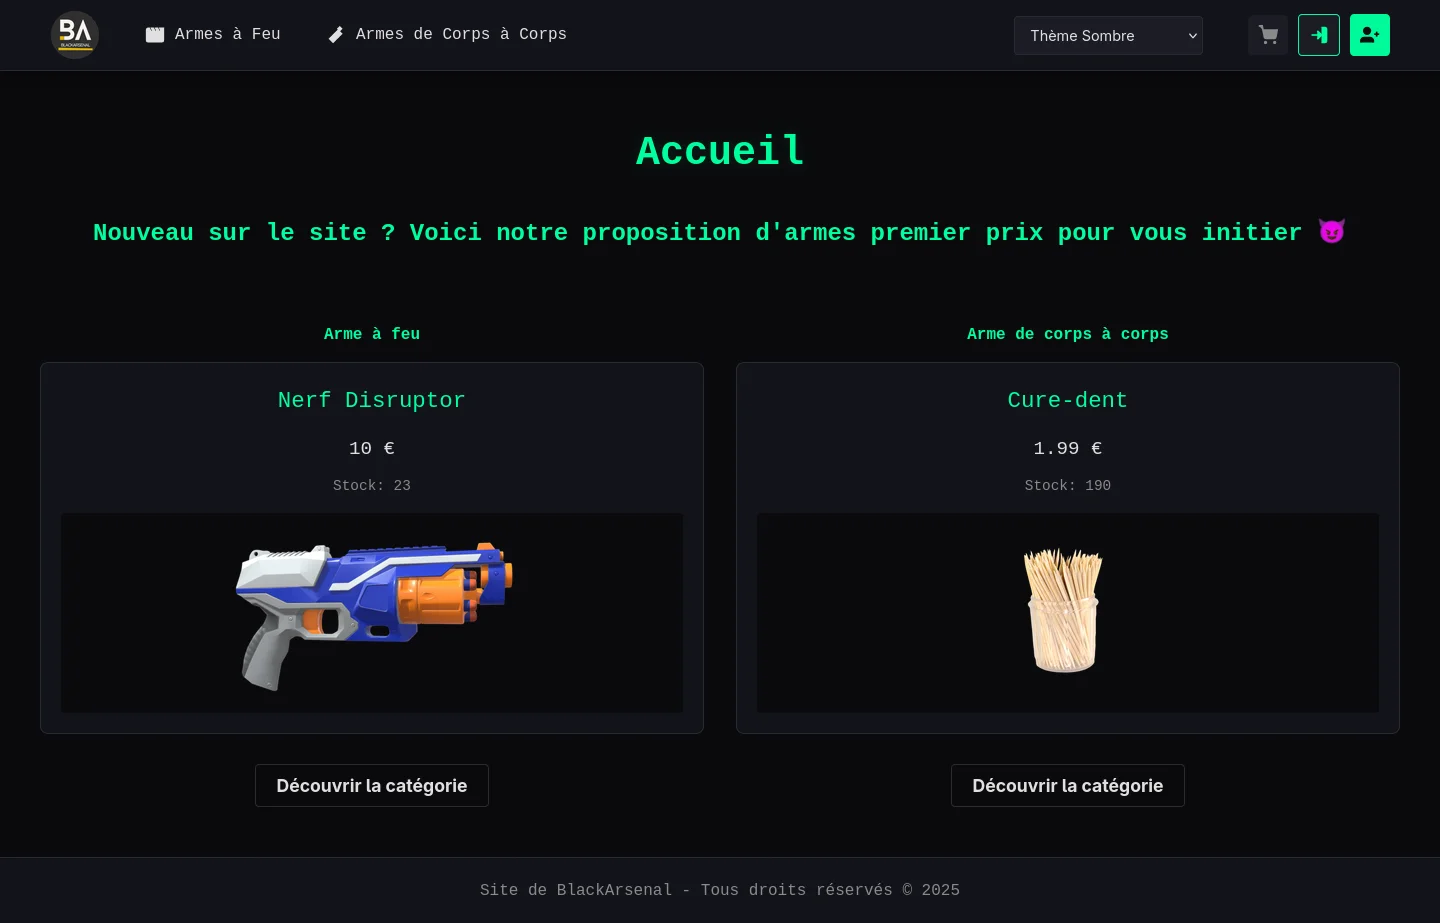 BA
BLACKARSENAL
Armes à Feu
Armes de Corps à Corps
Thème Sombre
Accueil
Nouveau sur le site ? Voici notre proposition d'armes premier prix pour vous initier 😈
Arme à feu
Arme de corps à corps
Nerf Disruptor
10 €
Stock: 23
Cure-dent
1.99 €
Stock: 190
Découvrir la catégorie
Découvrir la catégorie
Site de BlackArsenal - Tous droits réservés © 2025